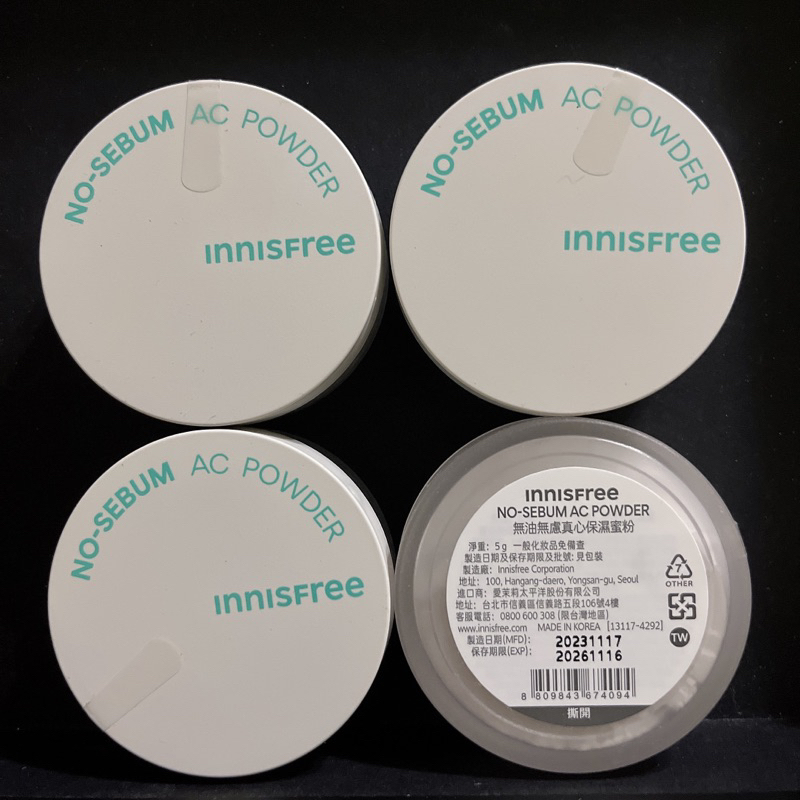 NO-SEBUM AC POWDER
INNISFREE
NO-SEBUM AC POWDER
INNISFREE
NO-SEBUM AC POWDER
INNISFREE
INNISFREE
NO-SEBUM AC POWDER
無油無慮真心保濕蜜粉
淨重: 5g 一般化妝品免備查
製造日期及保存期限及批號: 見包裝
製造廠: Innisfree Corporation
地址: 100, Hangang-daero, Yongsan-gu, Seoul
進口商: 愛茉莉太平洋股份有限公司
地址: 台北市信義區信義路五段106號4樓
客服電話: 0800 600 308 (限台灣地區)
www.innisfree.com MADE IN KOREA [13117-4292]
製造日期(MFD): 20231117
保存期限(EXP): 20261116
8 809843 674094
撕開
7
OTHER
TW